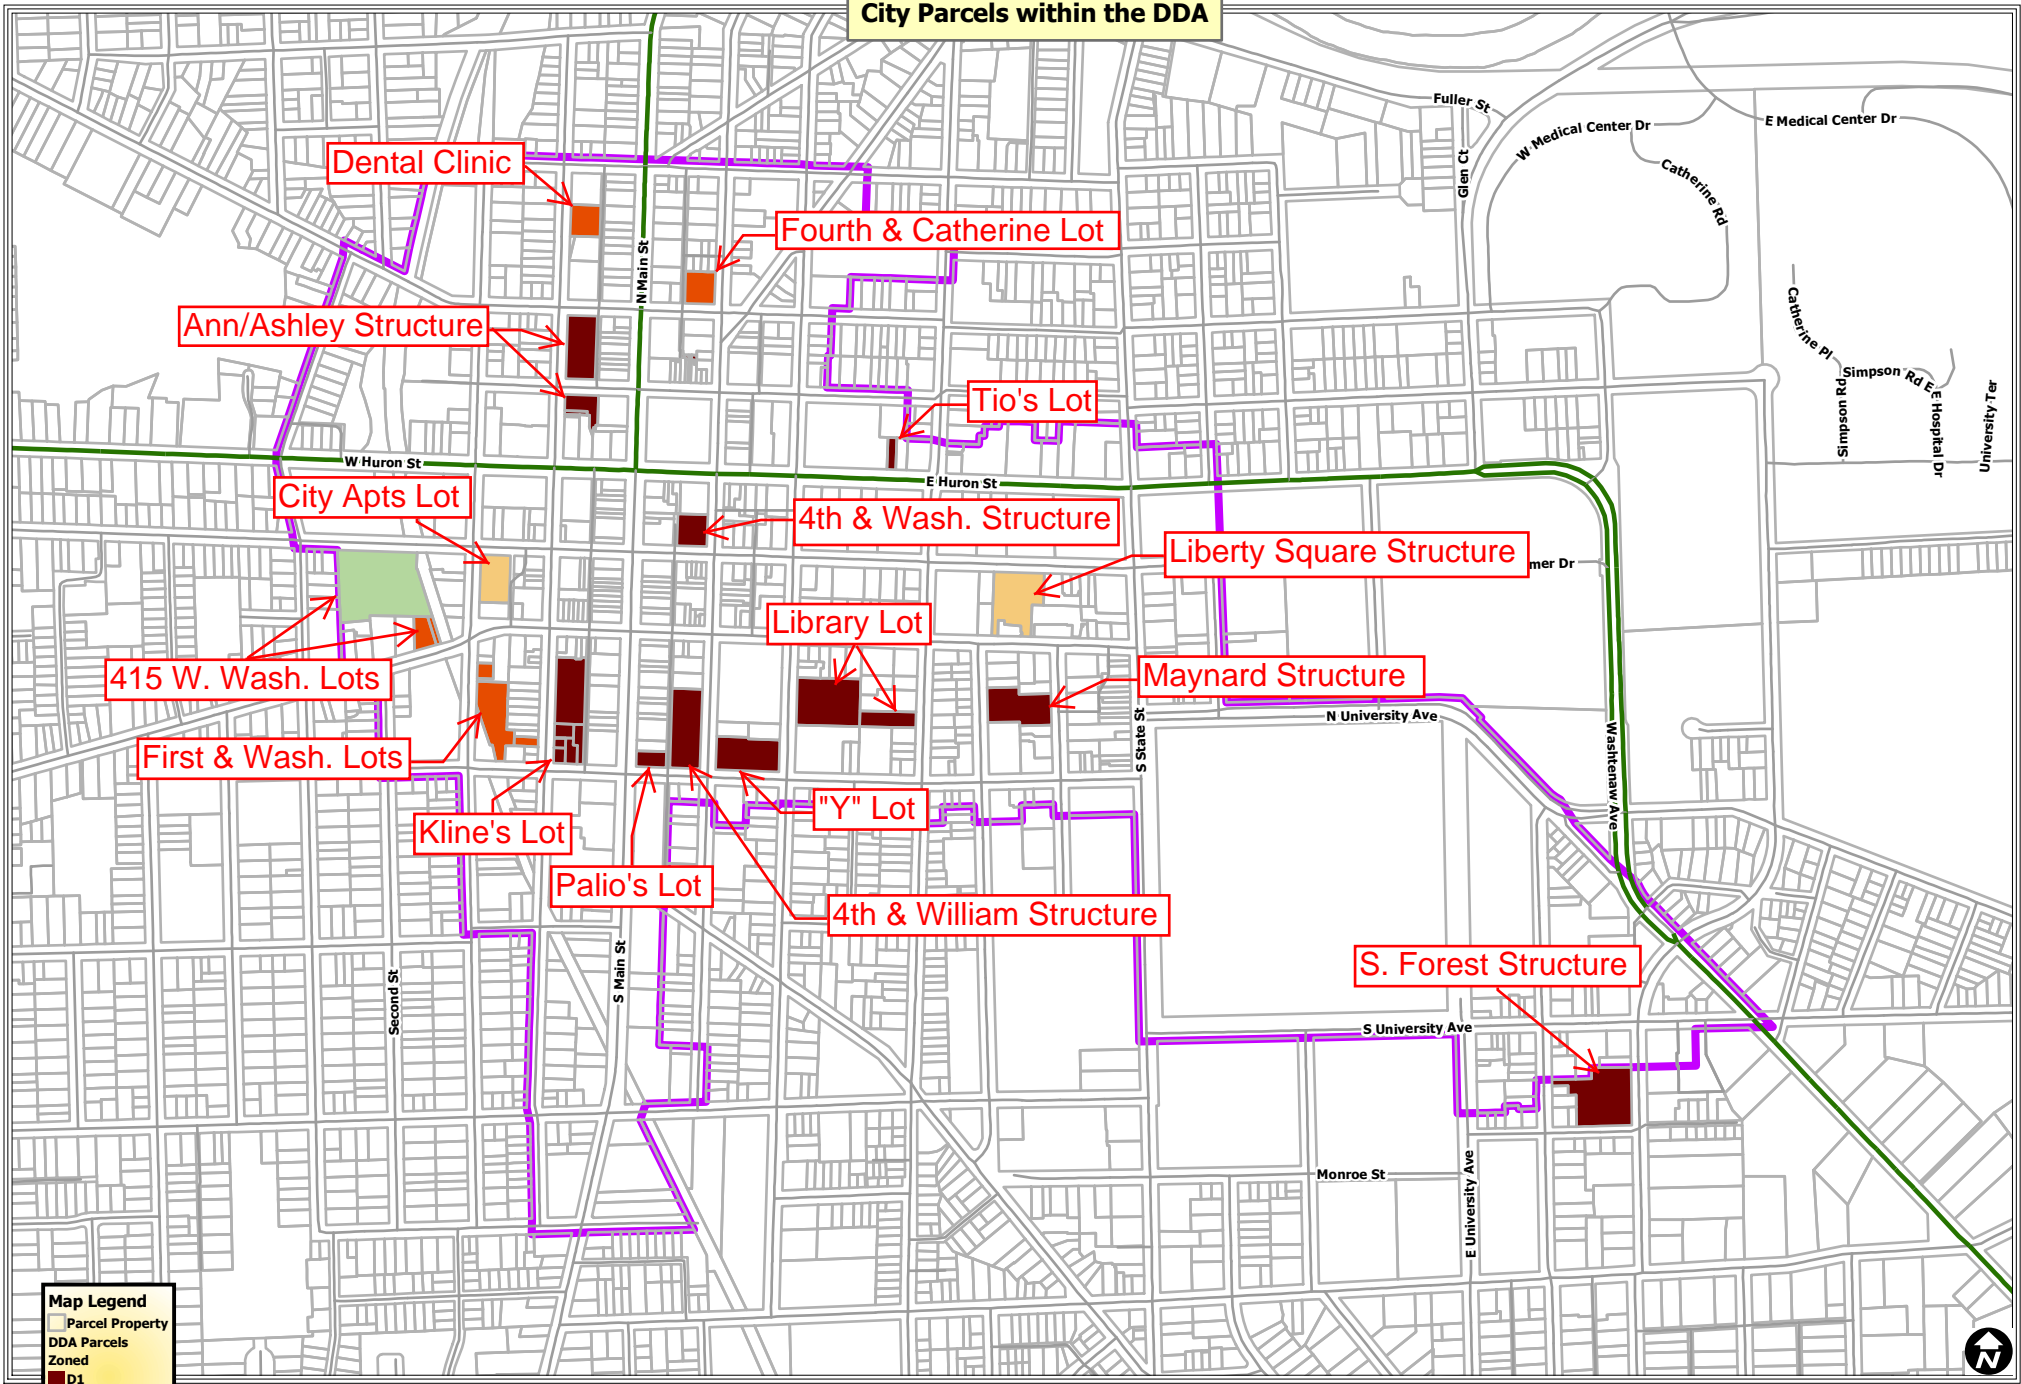 City Parcels within the DDA
Fuller St
W Medical Center Dr
E Medical Center Dr
Glen Ct
Catherine Rd
Dental Clinic
Fourth & Catherine Lot
N Main St
Ann/Ashley Structure
Catherine Pl
Simpson Rd E
Simpson Rd
E Hospital Dr
University Ter
Tio's Lot
W Huron St
E Huron St
City Apts Lot
4th & Wash. Structure
Liberty Square Structure
mer Dr
Library Lot
415 W. Wash. Lots
Maynard Structure
S State St
N University Ave
Washtenaw Ave
First & Wash. Lots
"Y" Lot
Kline's Lot
Palio's Lot
4th & William Structure
S Main St
Second St
S. Forest Structure
S University Ave
E University Ave
Monroe St
Map Legend
Parcel Property
DDA Parcels
Zoned
D1
N